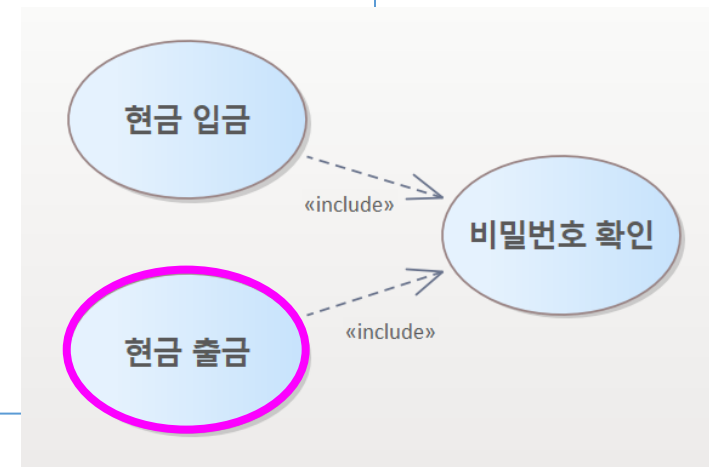 현금 입금
«include»
비밀번호 확인
현금 출금
«include»